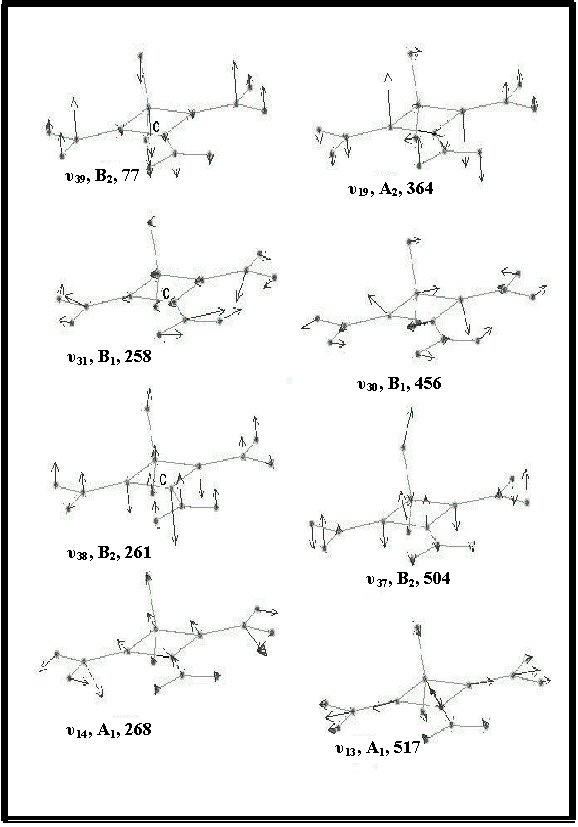 C
υ39, B2, 77
υ19, A2, 364
C
υ31, B1, 258
υ30, B1, 456
C
υ38, B2, 261
υ37, B2, 504
υ14, A1, 268
υ13, A1, 517